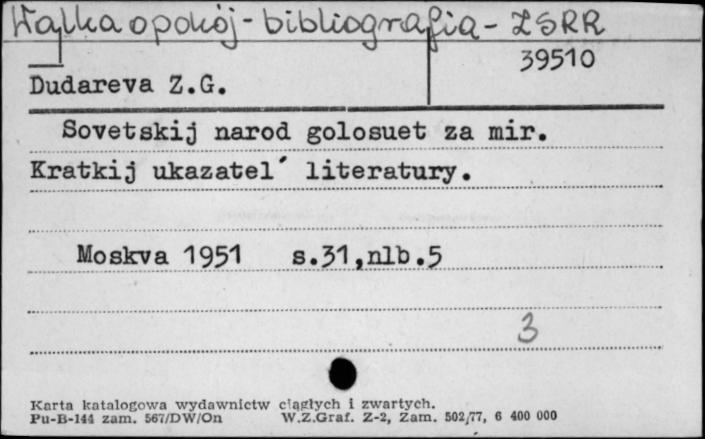 Walka o pokój - bibliografia - ZSRR
39510
Dudareva Z.G.
Sovetskij narod golosuet za mir.
Kratkij ukazatel´ literatury.
Moskva 1951 s.31,nlb.5
3
Karta katalogowa wydawnictw ciągłych i zwartych.
Pu-B-144 zam. 567/DW/On W.Z.Graf. Z-2, Zam. 502/77, 6 400 000